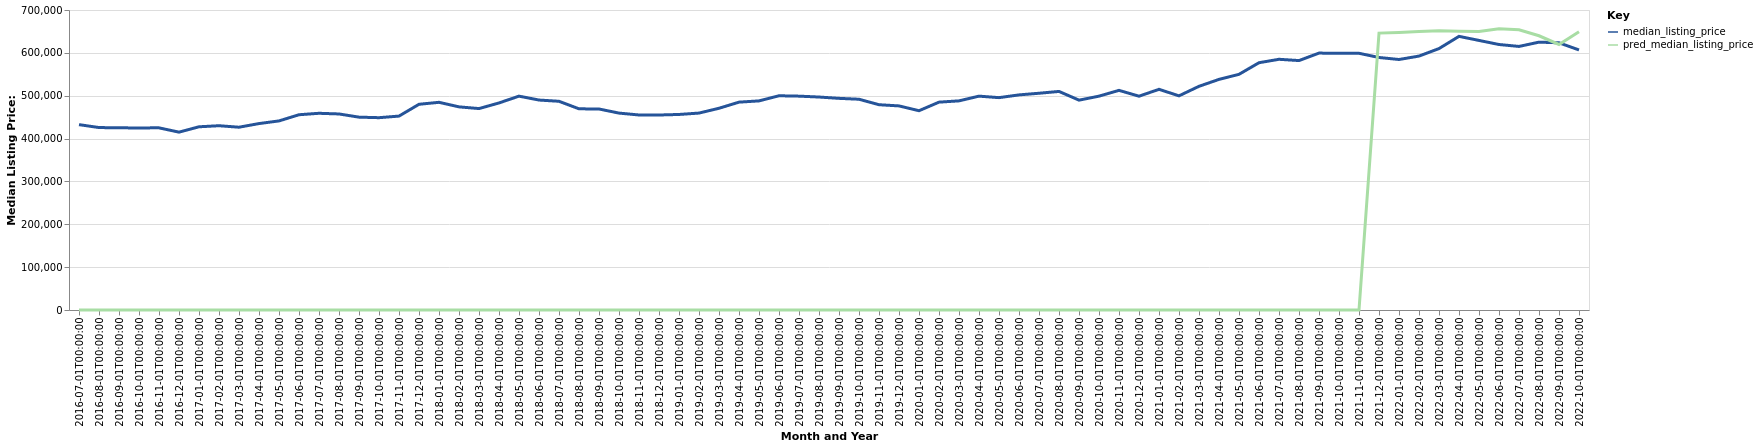 700,000
600,000
500,000
400,000
300,000
200,000
100,000
0
Median Listing Price:
2016-07-01T00:00:00
2016-08-01T00:00:00
2016-09-01T00:00:00
2016-10-01T00:00:00
2016-11-01T00:00:00
2016-12-01T00:00:00
2017-01-01T00:00:00
2017-02-01T00:00:00
2017-03-01T00:00:00
2017-04-01T00:00:00
2017-05-01T00:00:00
2017-06-01T00:00:00
2017-07-01T00:00:00
2017-08-01T00:00:00
2017-09-01T00:00:00
2017-10-01T00:00:00
2017-11-01T00:00:00
2017-12-01T00:00:00
2018-01-01T00:00:00
2018-02-01T00:00:00
2018-03-01T00:00:00
2018-04-01T00:00:00
2018-05-01T00:00:00
2018-06-01T00:00:00
2018-07-01T00:00:00
2018-08-01T00:00:00
2018-09-01T00:00:00
2018-10-01T00:00:00
2018-11-01T00:00:00
2018-12-01T00:00:00
2019-01-01T00:00:00
2019-02-01T00:00:00
2019-03-01T00:00:00
2019-04-01T00:00:00
2019-05-01T00:00:00
2019-06-01T00:00:00
2019-07-01T00:00:00
2019-08-01T00:00:00
2019-09-01T00:00:00
2019-10-01T00:00:00
2019-11-01T00:00:00
2019-12-01T00:00:00
2020-01-01T00:00:00
2020-02-01T00:00:00
2020-03-01T00:00:00
2020-04-01T00:00:00
2020-05-01T00:00:00
2020-06-01T00:00:00
2020-07-01T00:00:00
2020-08-01T00:00:00
2020-09-01T00:00:00
2020-10-01T00:00:00
2020-11-01T00:00:00
2020-12-01T00:00:00
2021-01-01T00:00:00
2021-02-01T00:00:00
2021-03-01T00:00:00
2021-04-01T00:00:00
2021-05-01T00:00:00
2021-06-01T00:00:00
2021-07-01T00:00:00
2021-08-01T00:00:00
2021-09-01T00:00:00
2021-10-01T00:00:00
2021-11-01T00:00:00
2021-12-01T00:00:00
2022-01-01T00:00:00
2022-02-01T00:00:00
2022-03-01T00:00:00
2022-04-01T00:00:00
2022-05-01T00:00:00
2022-06-01T00:00:00
2022-07-01T00:00:00
2022-08-01T00:00:00
2022-09-01T00:00:00
2022-10-01T00:00:00
Month and Year
Key
median_listing_price
pred_median_listing_price